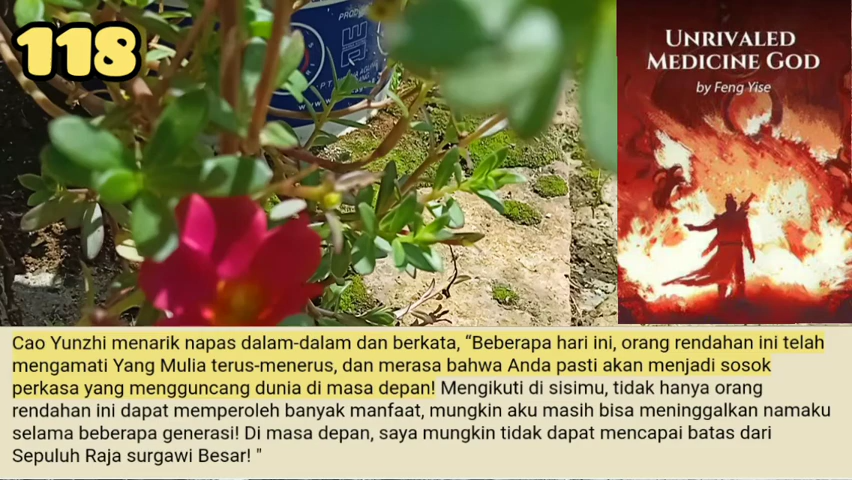 118
PROD
PT
www.
UNRIVALED
MEDICINE GOD
by Feng Yise
Cao Yunzhi menarik napas dalam-dalam dan berkata, “Beberapa hari ini, orang rendahan ini telah
mengamati Yang Mulia terus-menerus, dan merasa bahwa Anda pasti akan menjadi sosok
perkasa yang mengguncang dunia di masa depan! Mengikuti di sisimu, tidak hanya orang
rendahan ini dapat memperoleh banyak manfaat, mungkin aku masih bisa meninggalkan namaku
selama beberapa generasi! Di masa depan, saya mungkin tidak dapat mencapai batas dari
Sepuluh Raja surgawi Besar! "